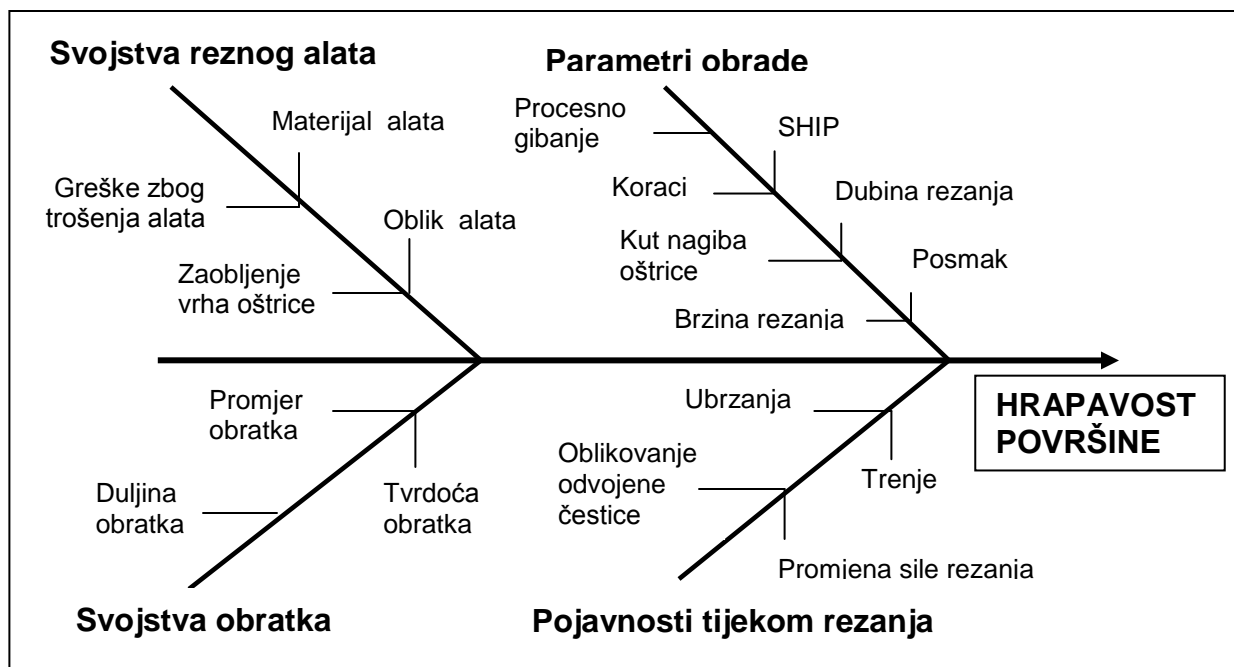 Svojstva reznog alata
Materijal alata
Greške zbog
trošenja alata
Oblik alata
Zaobljenje
vrha oštrice
Parametri obrade
Procesno
gibanje
SHIP
Koraci
Dubina rezanja
Kut nagiba
oštrice
Posmak
Brzina rezanja
HRAPAVOST
POVRŠINE
Promjer
obratka
Duljina
obratka
Tvrdoća
obratka
Svojstva obratka
Ubrzanja
Oblikovanje
odvojene
čestice
Trenje
Promjena sile rezanja
Pojavnosti tijekom rezanja